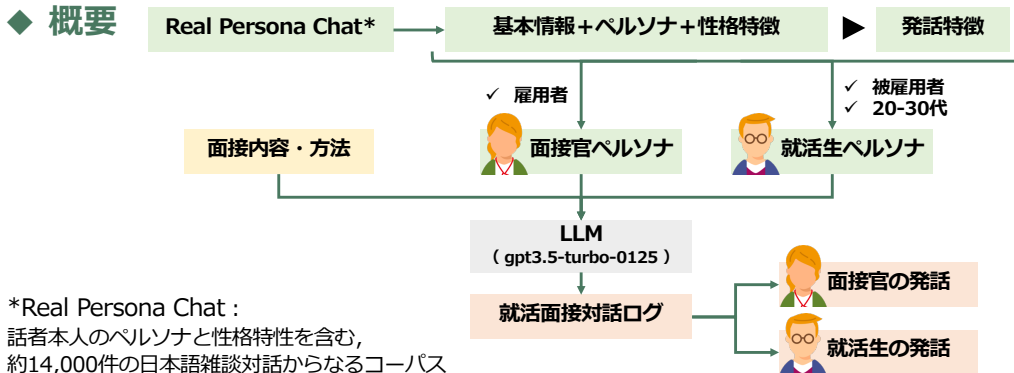 ◆ 概要
Real Persona Chat*
基本情報＋ペルソナ＋性格特徴
▶
発話特徴
✓ 雇用者
✓ 被雇用者
✓ 20-30代
面接内容・方法
面接官ペルソナ
就活生ペルソナ
LLM
（ gpt3.5-turbo-0125 ）
就活面接対話ログ
面接官の発話
就活生の発話
*Real Persona Chat：
話者本人のペルソナと性格特性を含む,
約14,000件の日本語雑談対話からなるコーパス